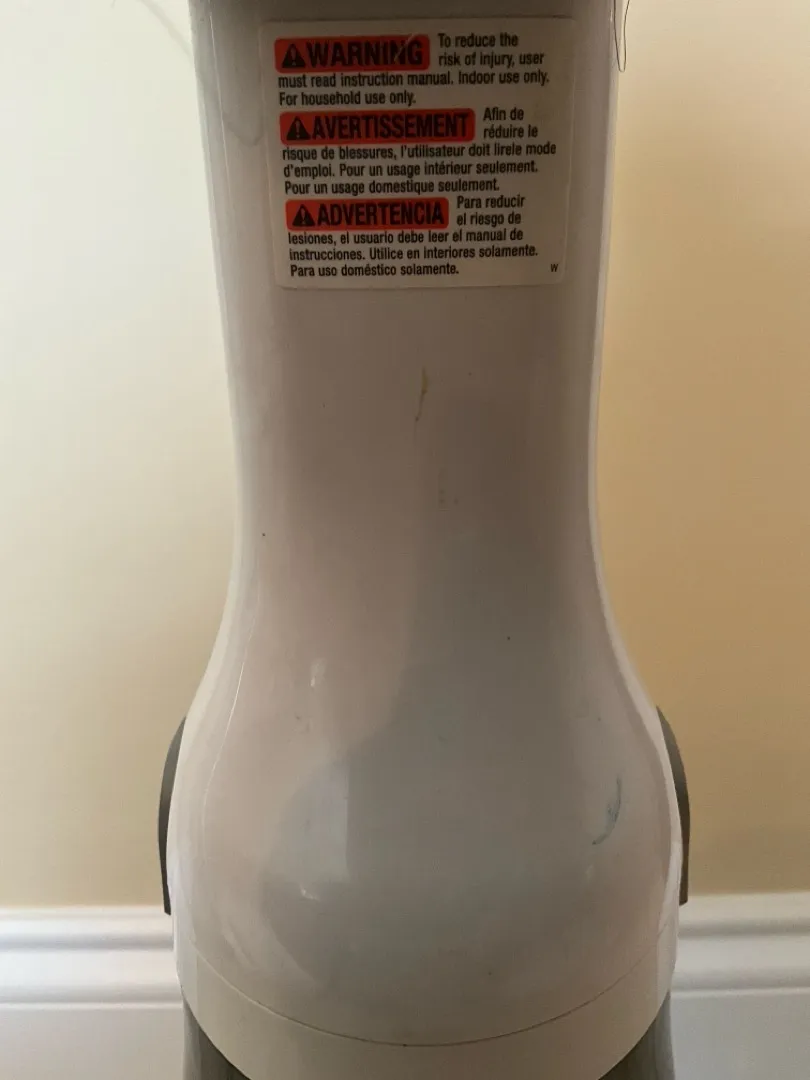 WARNING To reduce the
risk of injury, user
must read instruction manual. Indoor use only.
For household use only.
AVERTISSEMENT Afin de
réduire le
risque de blessures, l'utilisateur doit lirele mode
d'emploi. Pour un usage intérieur seulement.
Pour un usage domestique seulement.
ADVERTENCIA Para reducir
el riesgo de
lesiones, el usuario debe leer el manual de
instrucciones. Utilice en interiores solamente.
Para uso doméstico solamente.
W